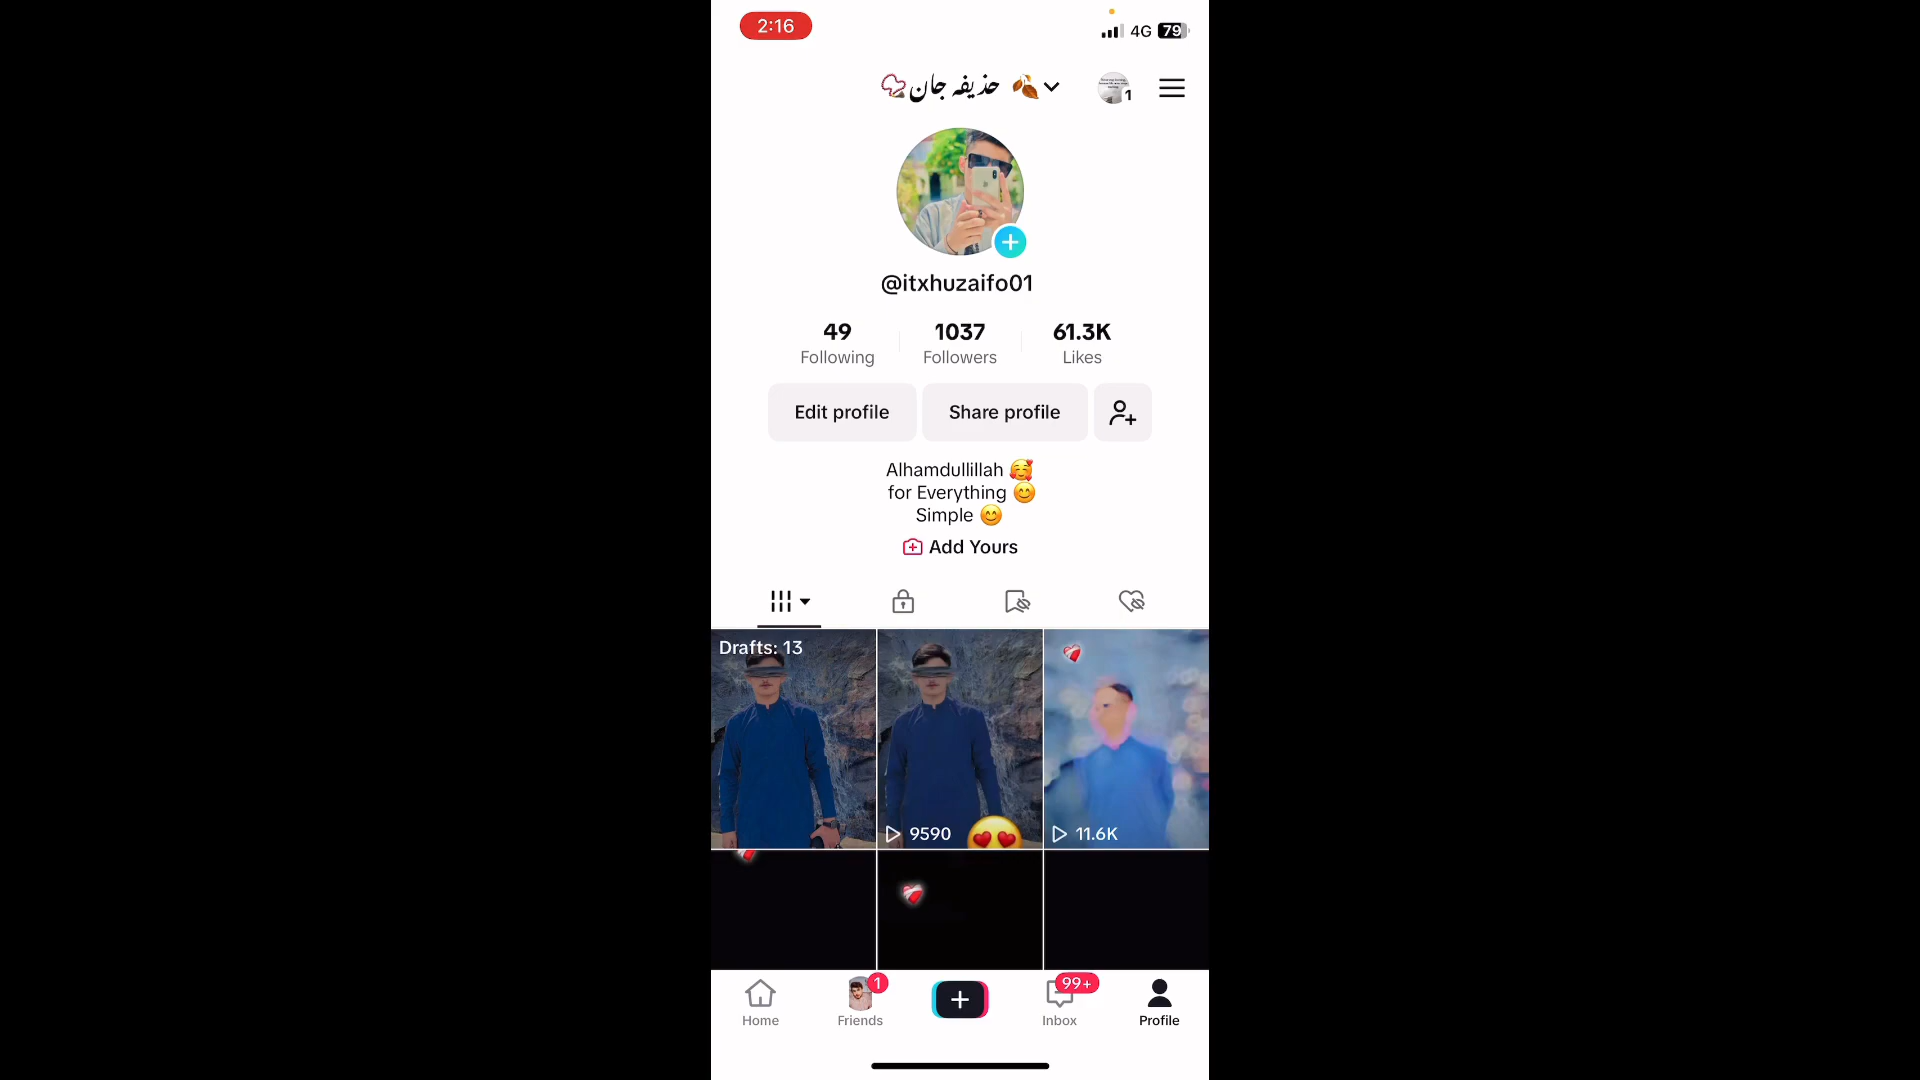 2:16
4G
79
حذیفہ جان
1
@itxhuzaifo01
49
1037
61.3K
Following
Followers
Likes
Edit profile
Share profile
Alhamdullillah
for Everything
Simple
Add Yours
Drafts: 13
9590
11.6K
1
99+
Home
Friends
Inbox
Profile